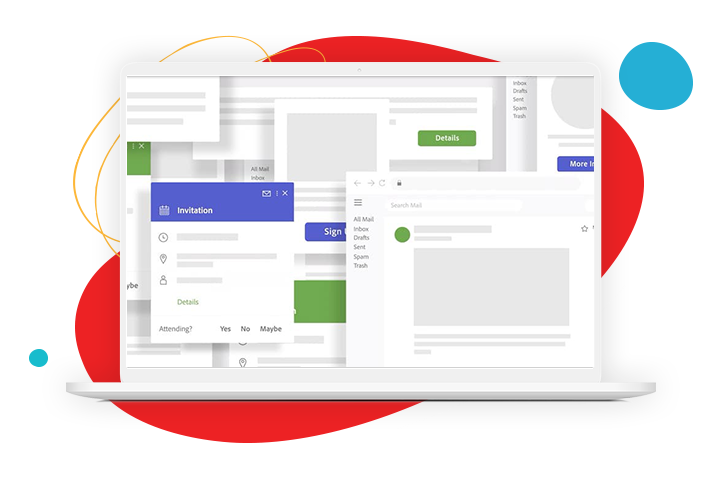 Inbox
Drafts
Sent
Spam
Trash
Details
All Mail
Inbox
More In
Invitation
Sign U
Search Mail
All Mail
Inbox
Drafts
Sent
Spam
Trash
Details
Attending? Yes No Maybe